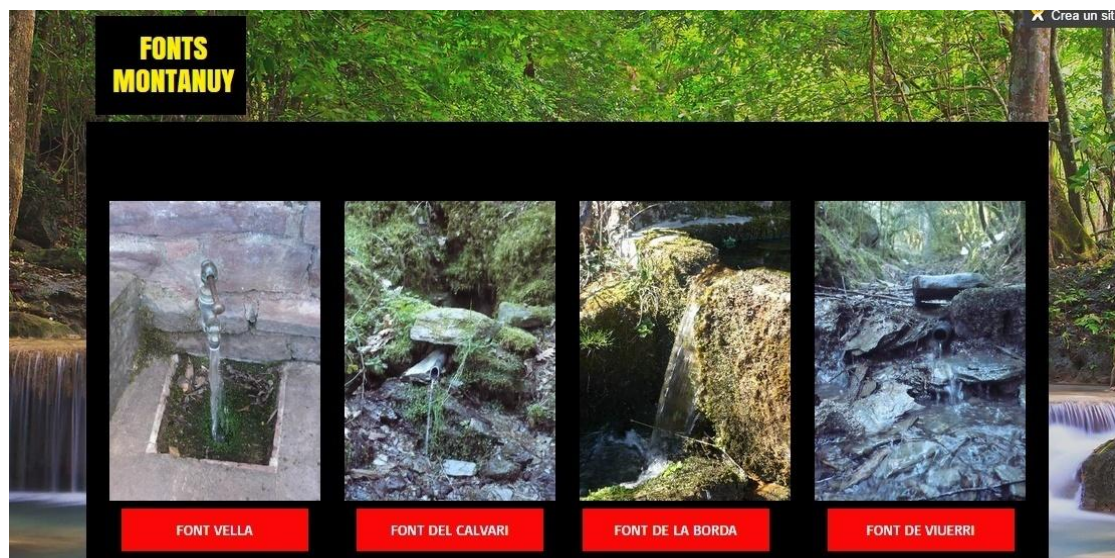 Crea un sit
FONTS
MONTANUY
FONT VELLA
FONT DEL CALVARI
FONT DE LA BORDA
FONT DE VIUERRI